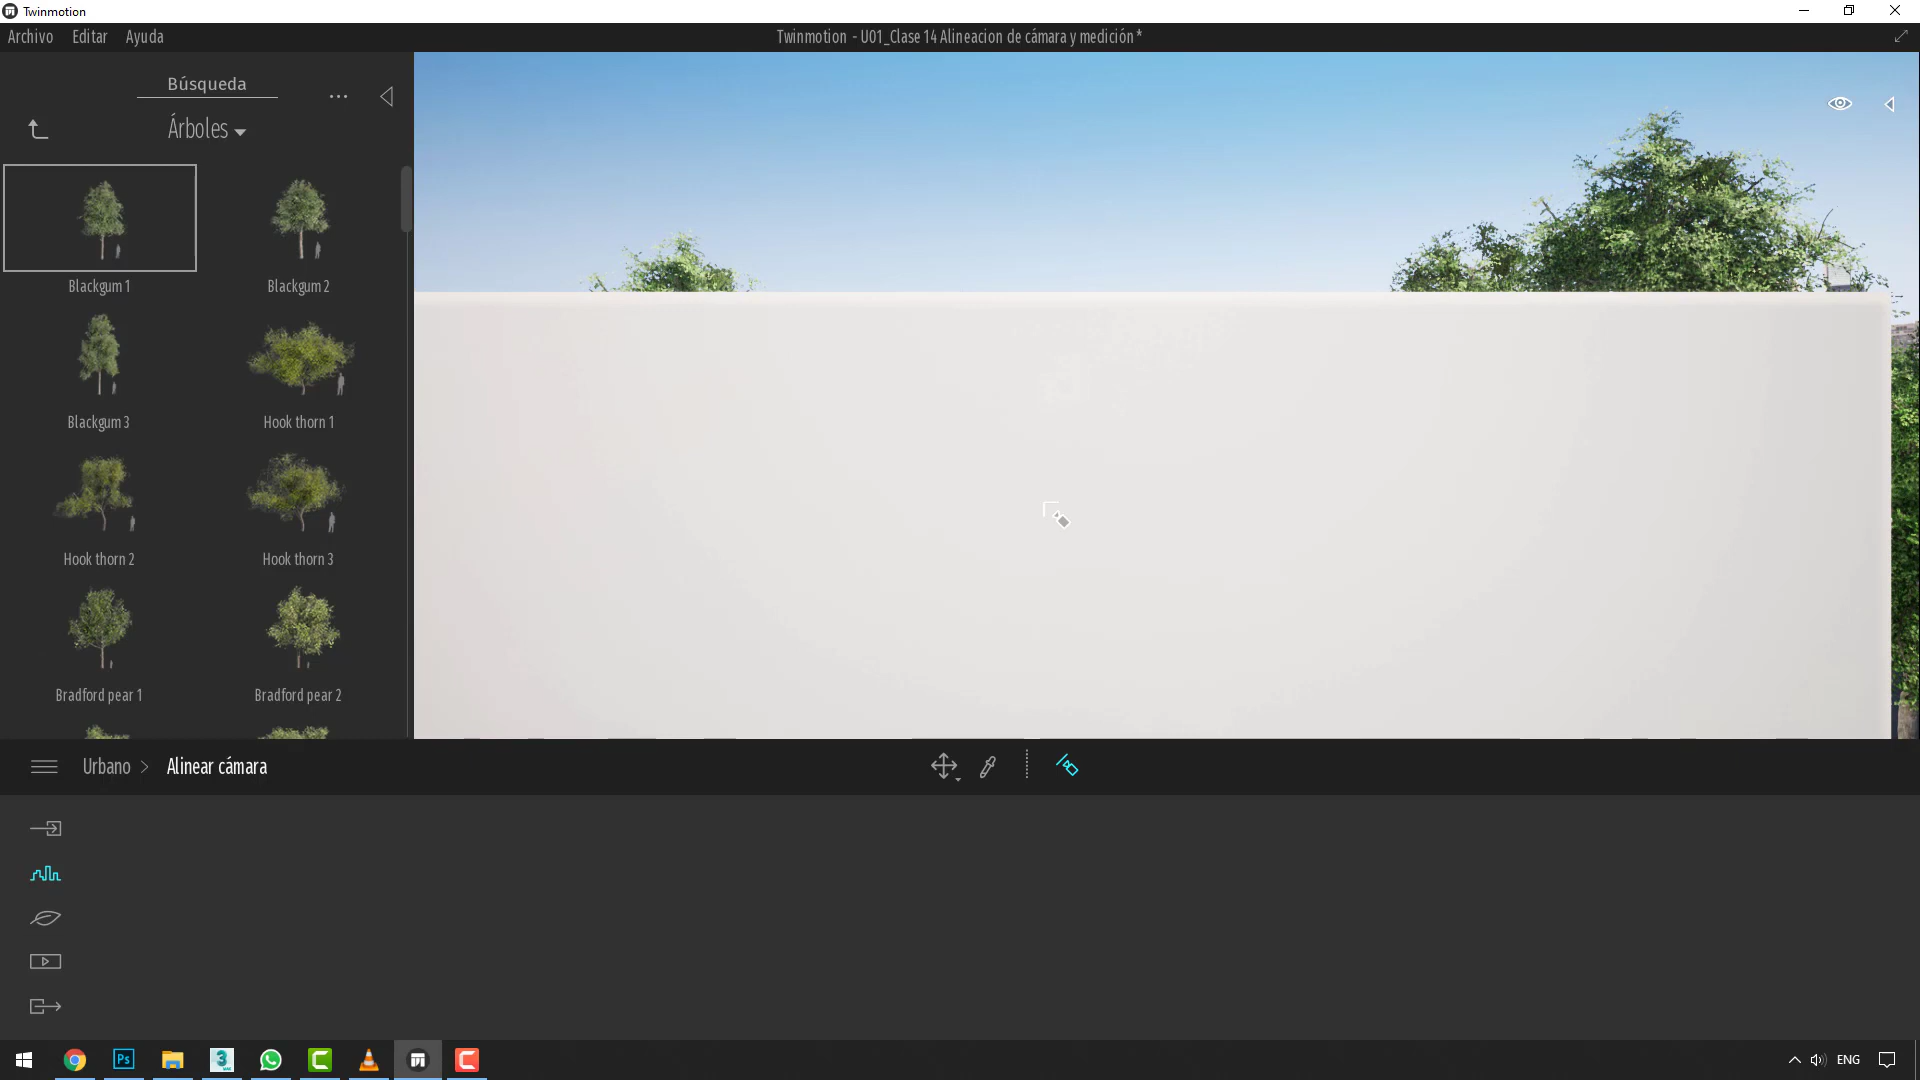 Twinmotion
Archivo Editar Ayuda
Twinmotion - U01_Clase 14 Alineacion de cámara y medición*
Búsqueda
Árboles
Blackgum 1
Blackgum 2
Blackgum 3
Hook thorn 1
Hook thorn 2
Hook thorn 3
Bradford pear 1
Bradford pear 2
Urbano > Alinear cámara
Ps
3
ENG